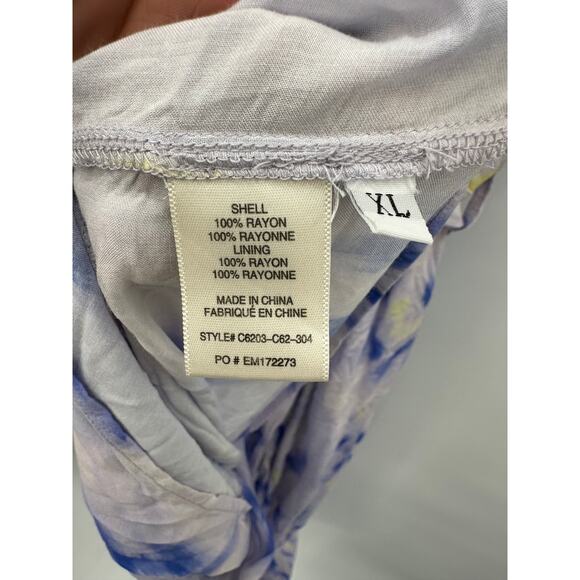 SHELL
100% RAYON
100% RAYONNE
LINING
100% RAYON
100% RAYONNE
MADE IN CHINA
FABRIQUÉ EN CHINE
STYLE# C6203-C62-304
PO # EM172273
XL